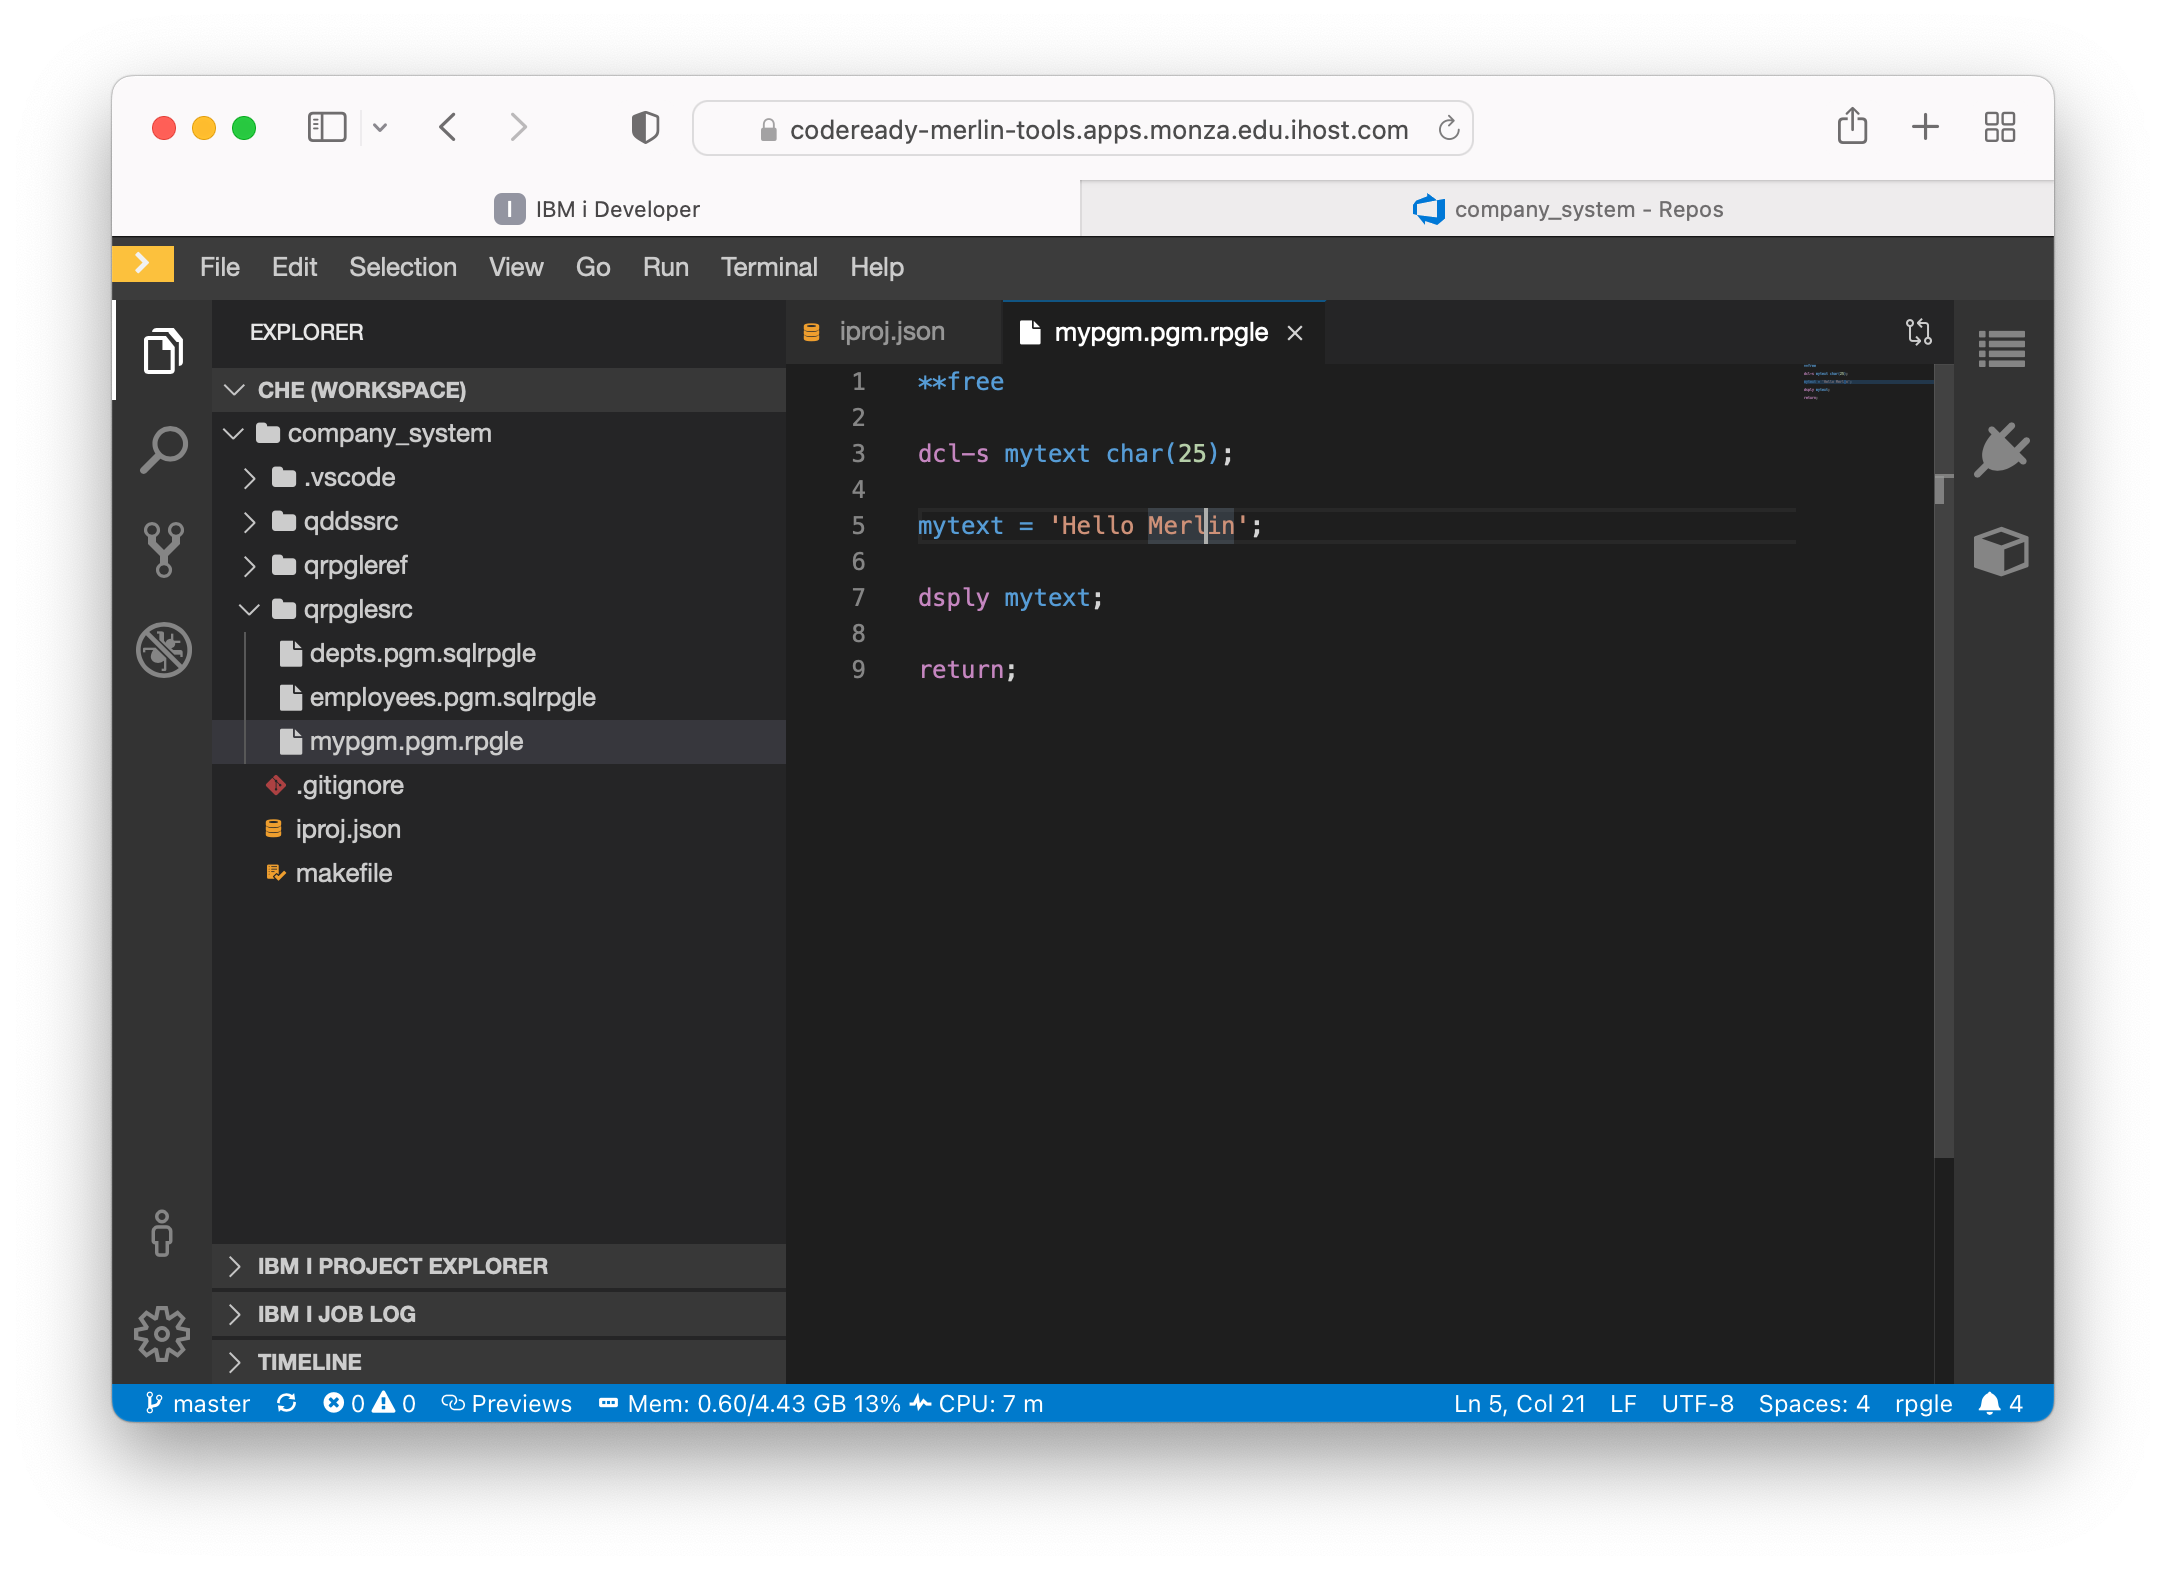 codeready-merlin-tools.apps.monza.edu.ihost.com
I IBM i Developer
company_system - Repos
File Edit Selection View Go Run Terminal Help
EXPLORER
CHE (WORKSPACE)
company_system
.vscode
qddssrc
qrpgleref
qrpglesrc
depts.pgm.sqlrpgle
employees.pgm.sqlrpgle
mypgm.pgm.rpgle
.gitignore
iproj.json
makefile
IBM I PROJECT EXPLORER
IBM I JOB LOG
TIMELINE
iproj.json mypgm.pgm.rpgle
1 **free
2
3 dcl-s mytext char(25);
4
5 mytext = 'Hello Merlin';
6
7 dsply mytext;
8
9 return;
master 0 0 Previews Mem: 0.60/4.43 GB 13% CPU: 7 m Ln 5, Col 21 LF UTF-8 Spaces: 4 rpgle 4